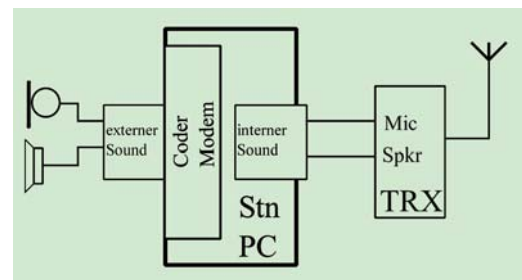 externer
Sound
Coder
Modem
interner
Sound
Stn
PC
Mic
Spkr
TRX